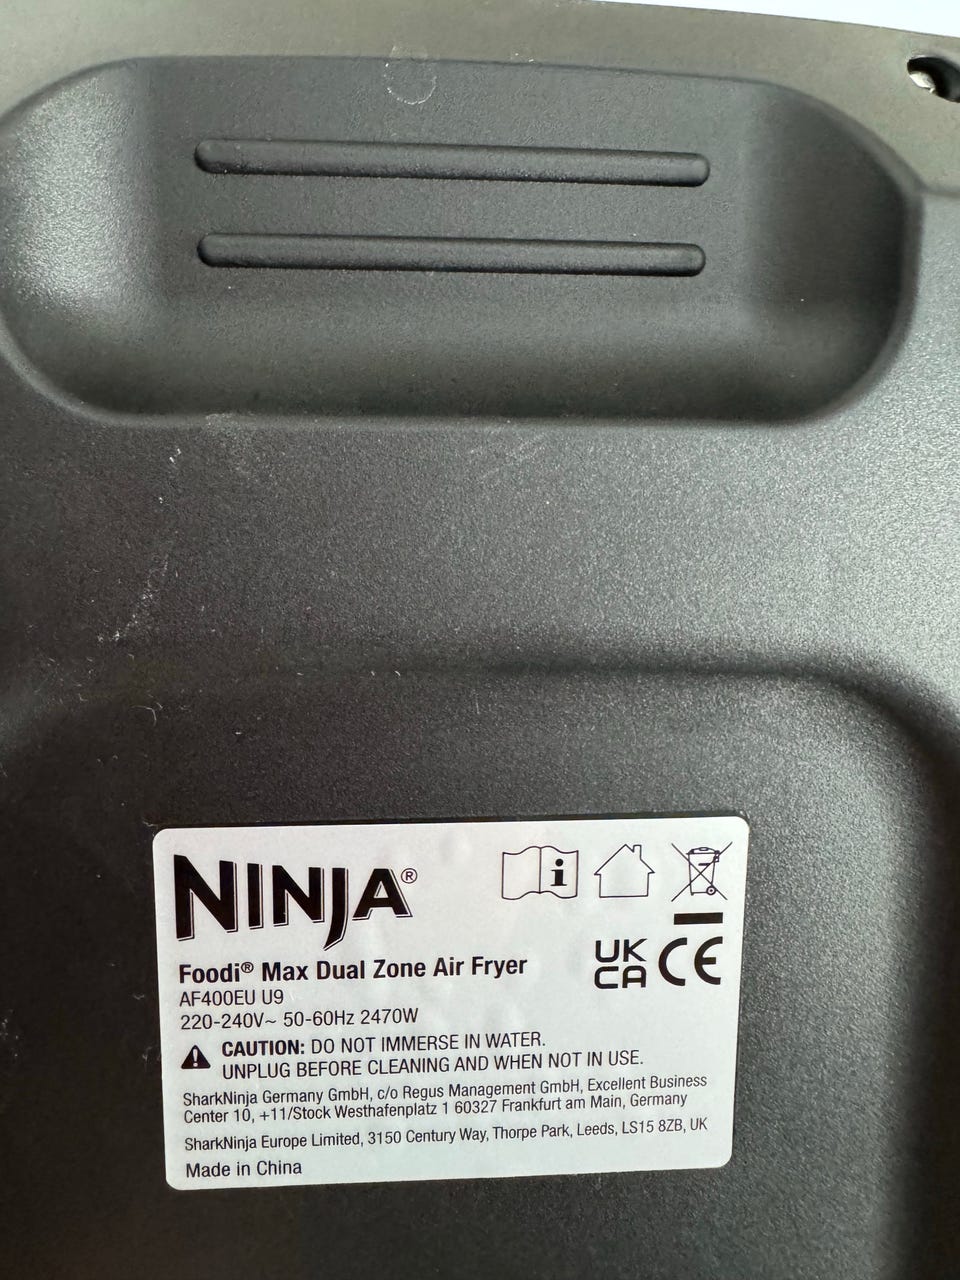 NINJA®
Foodi® Max Dual Zone Air Fryer
AF400EU U9
220-240V~ 50-60Hz 2470W
CAUTION: DO NOT IMMERSE IN WATER.
UNPLUG BEFORE CLEANING AND WHEN NOT IN USE.
SharkNinja Germany GmbH, c/o Regus Management GmbH, Excellent Business
Center 10, +11/Stock Westhafenplatz 1 60327 Frankfurt am Main, Germany
SharkNinja Europe Limited, 3150 Century Way, Thorpe Park, Leeds, LS15 8ZB, UK
Made in China
i
UK
CA CE